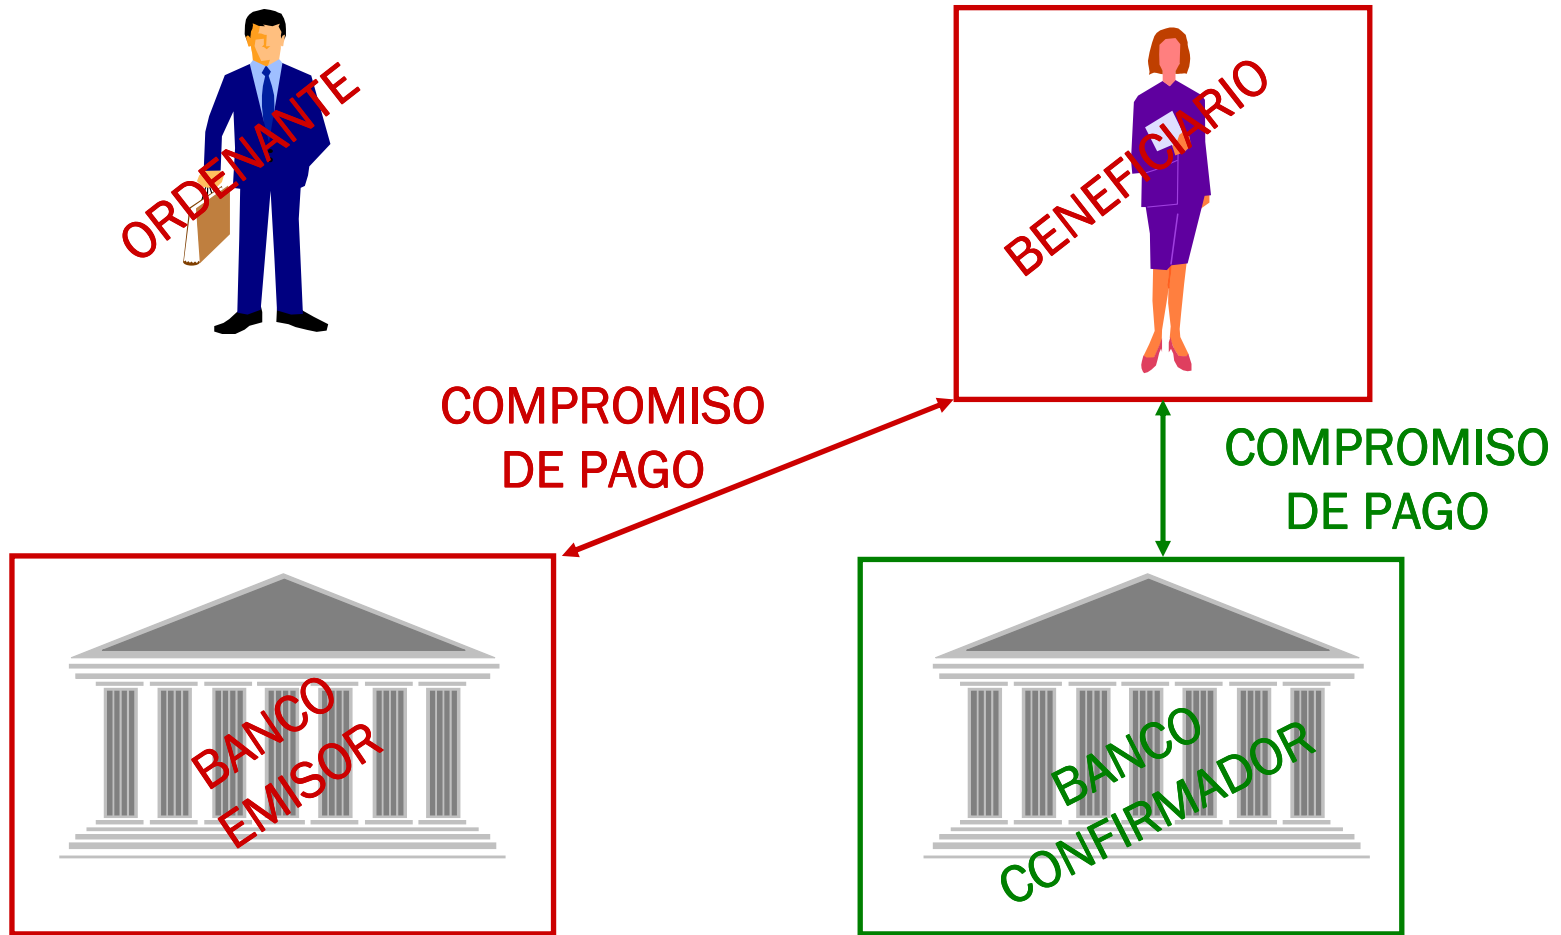 ORDENANTE
BENEFICIARIO
COMPROMISO
DE PAGO
COMPROMISO
DE PAGO
BANCO
EMISOR
BANCO
CONFIRMADOR